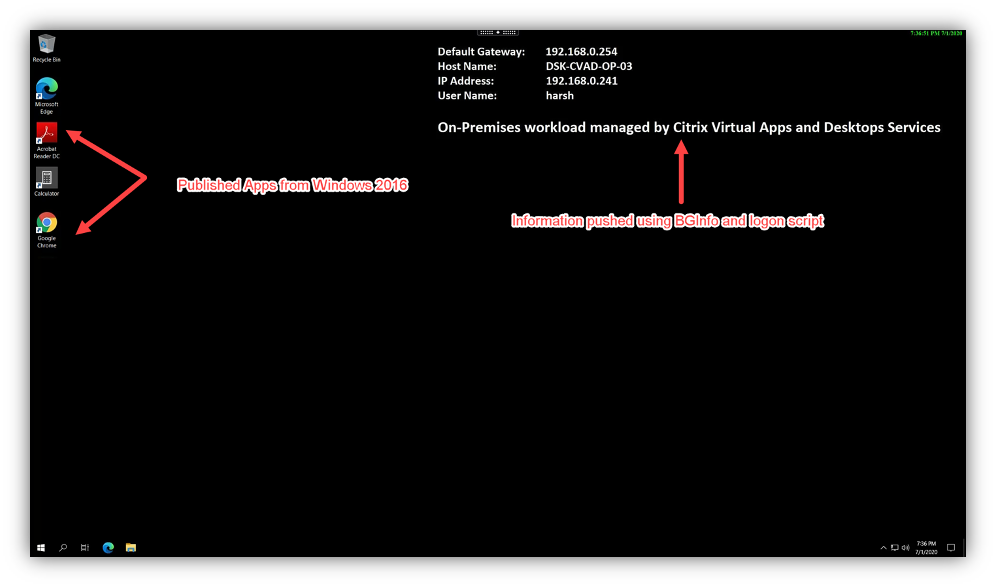 7:36:51 PM 7/1/2020
Recycle Bin
Default Gateway: 192.168.0.254
Host Name: DSK-CVAD-OP-03
IP Address: 192.168.0.241
User Name: harsh
Microsoft
Edge
On-Premises workload managed by Citrix Virtual Apps and Desktops Services
Acrobat
Reader DC
Published Apps from Windows 2016
Calculator
Information pushed using BGInfo and logon script
Google
Chrome
7:36 PM
7/1/2020